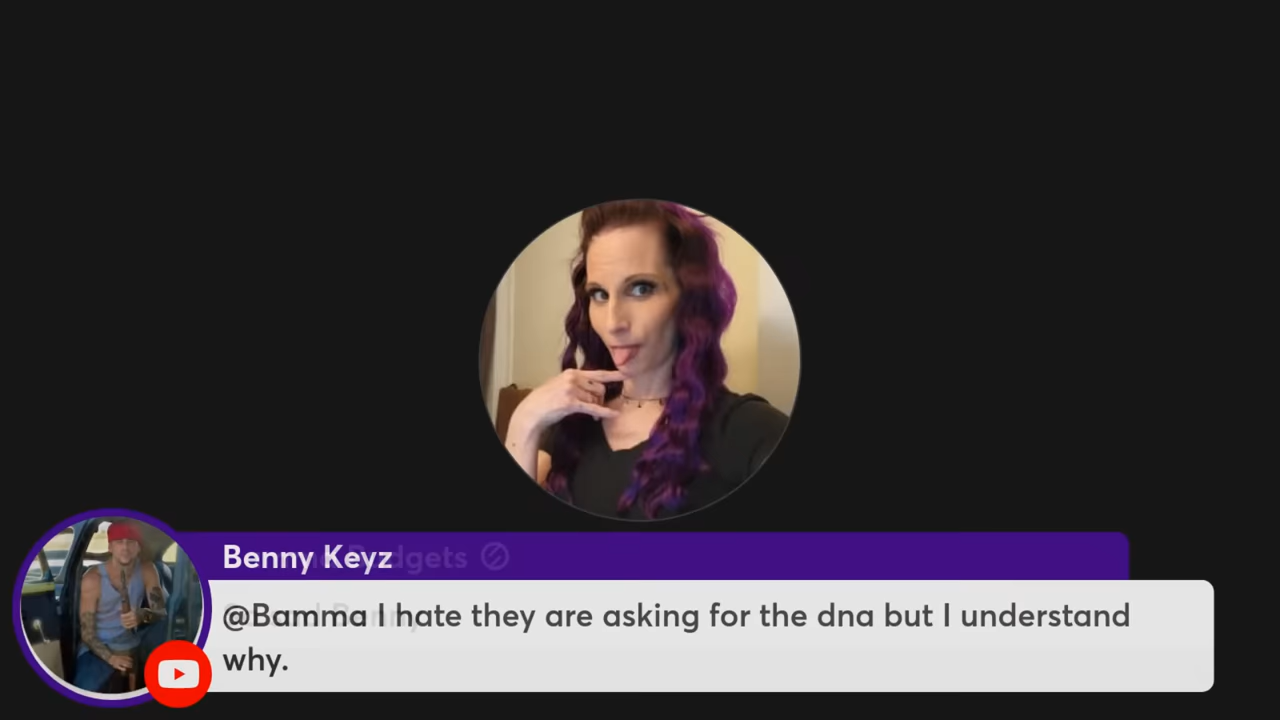 Benny Keyz
@Bamma I hate they are asking for the dna but I understand
why.